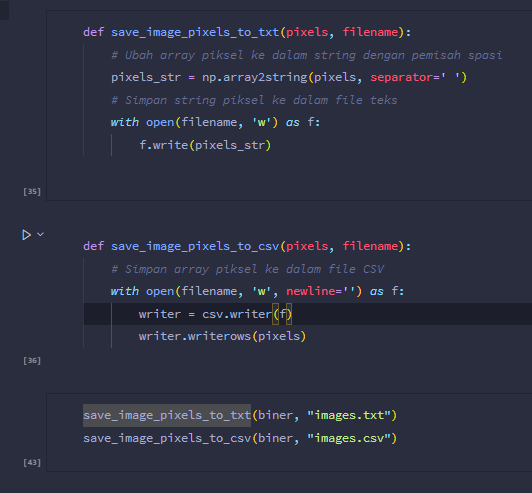 def save_image_pixels_to_txt(pixels, filename):
# Ubah array piksel ke dalam string dengan pemisah spasi
pixels_str = np.array2string(pixels, separator=' ')
# Simpan string piksel ke dalam file teks
with open(filename, 'w') as f:
f.write(pixels_str)
[35]
def save_image_pixels_to_csv(pixels, filename):
# Simpan array piksel ke dalam file CSV
with open(filename, 'w', newline='') as f:
writer = csv.writer(f)
writer.writerows(pixels)
[36]
save_image_pixels_to_txt(biner, "images.txt")
save_image_pixels_to_csv(biner, "images.csv")
[43]